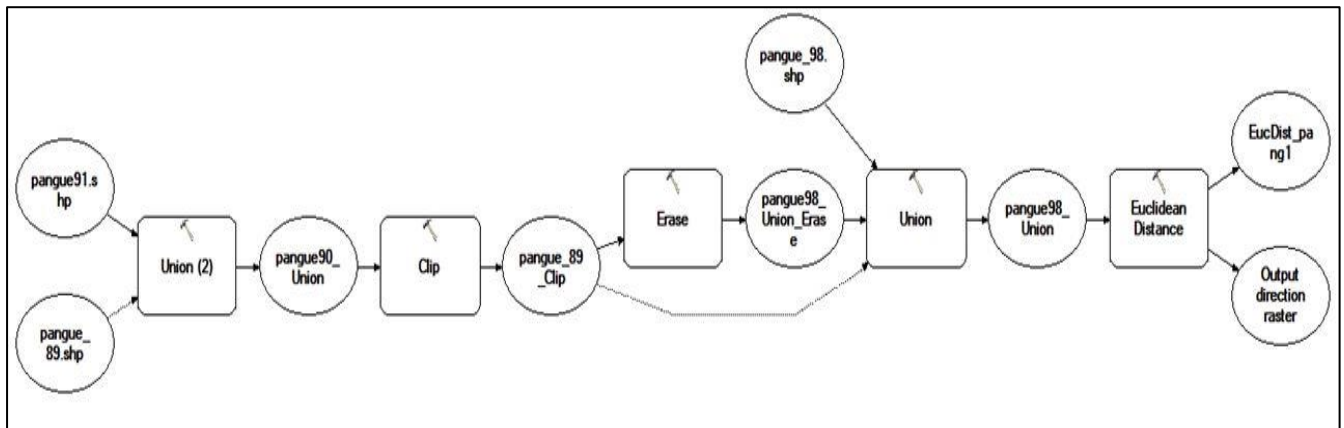 pangue91.s
hp
pangue_
89.shp
Union (2)
pangue90_
Union
Clip
pangue_89
_Clip
Erase
pangue98_
Union_Eras
e
pangue_98.
shp
Union
pangue98_
Union
Euclidean
Distance
EucDist_pa
ng1
Output
direction
raster